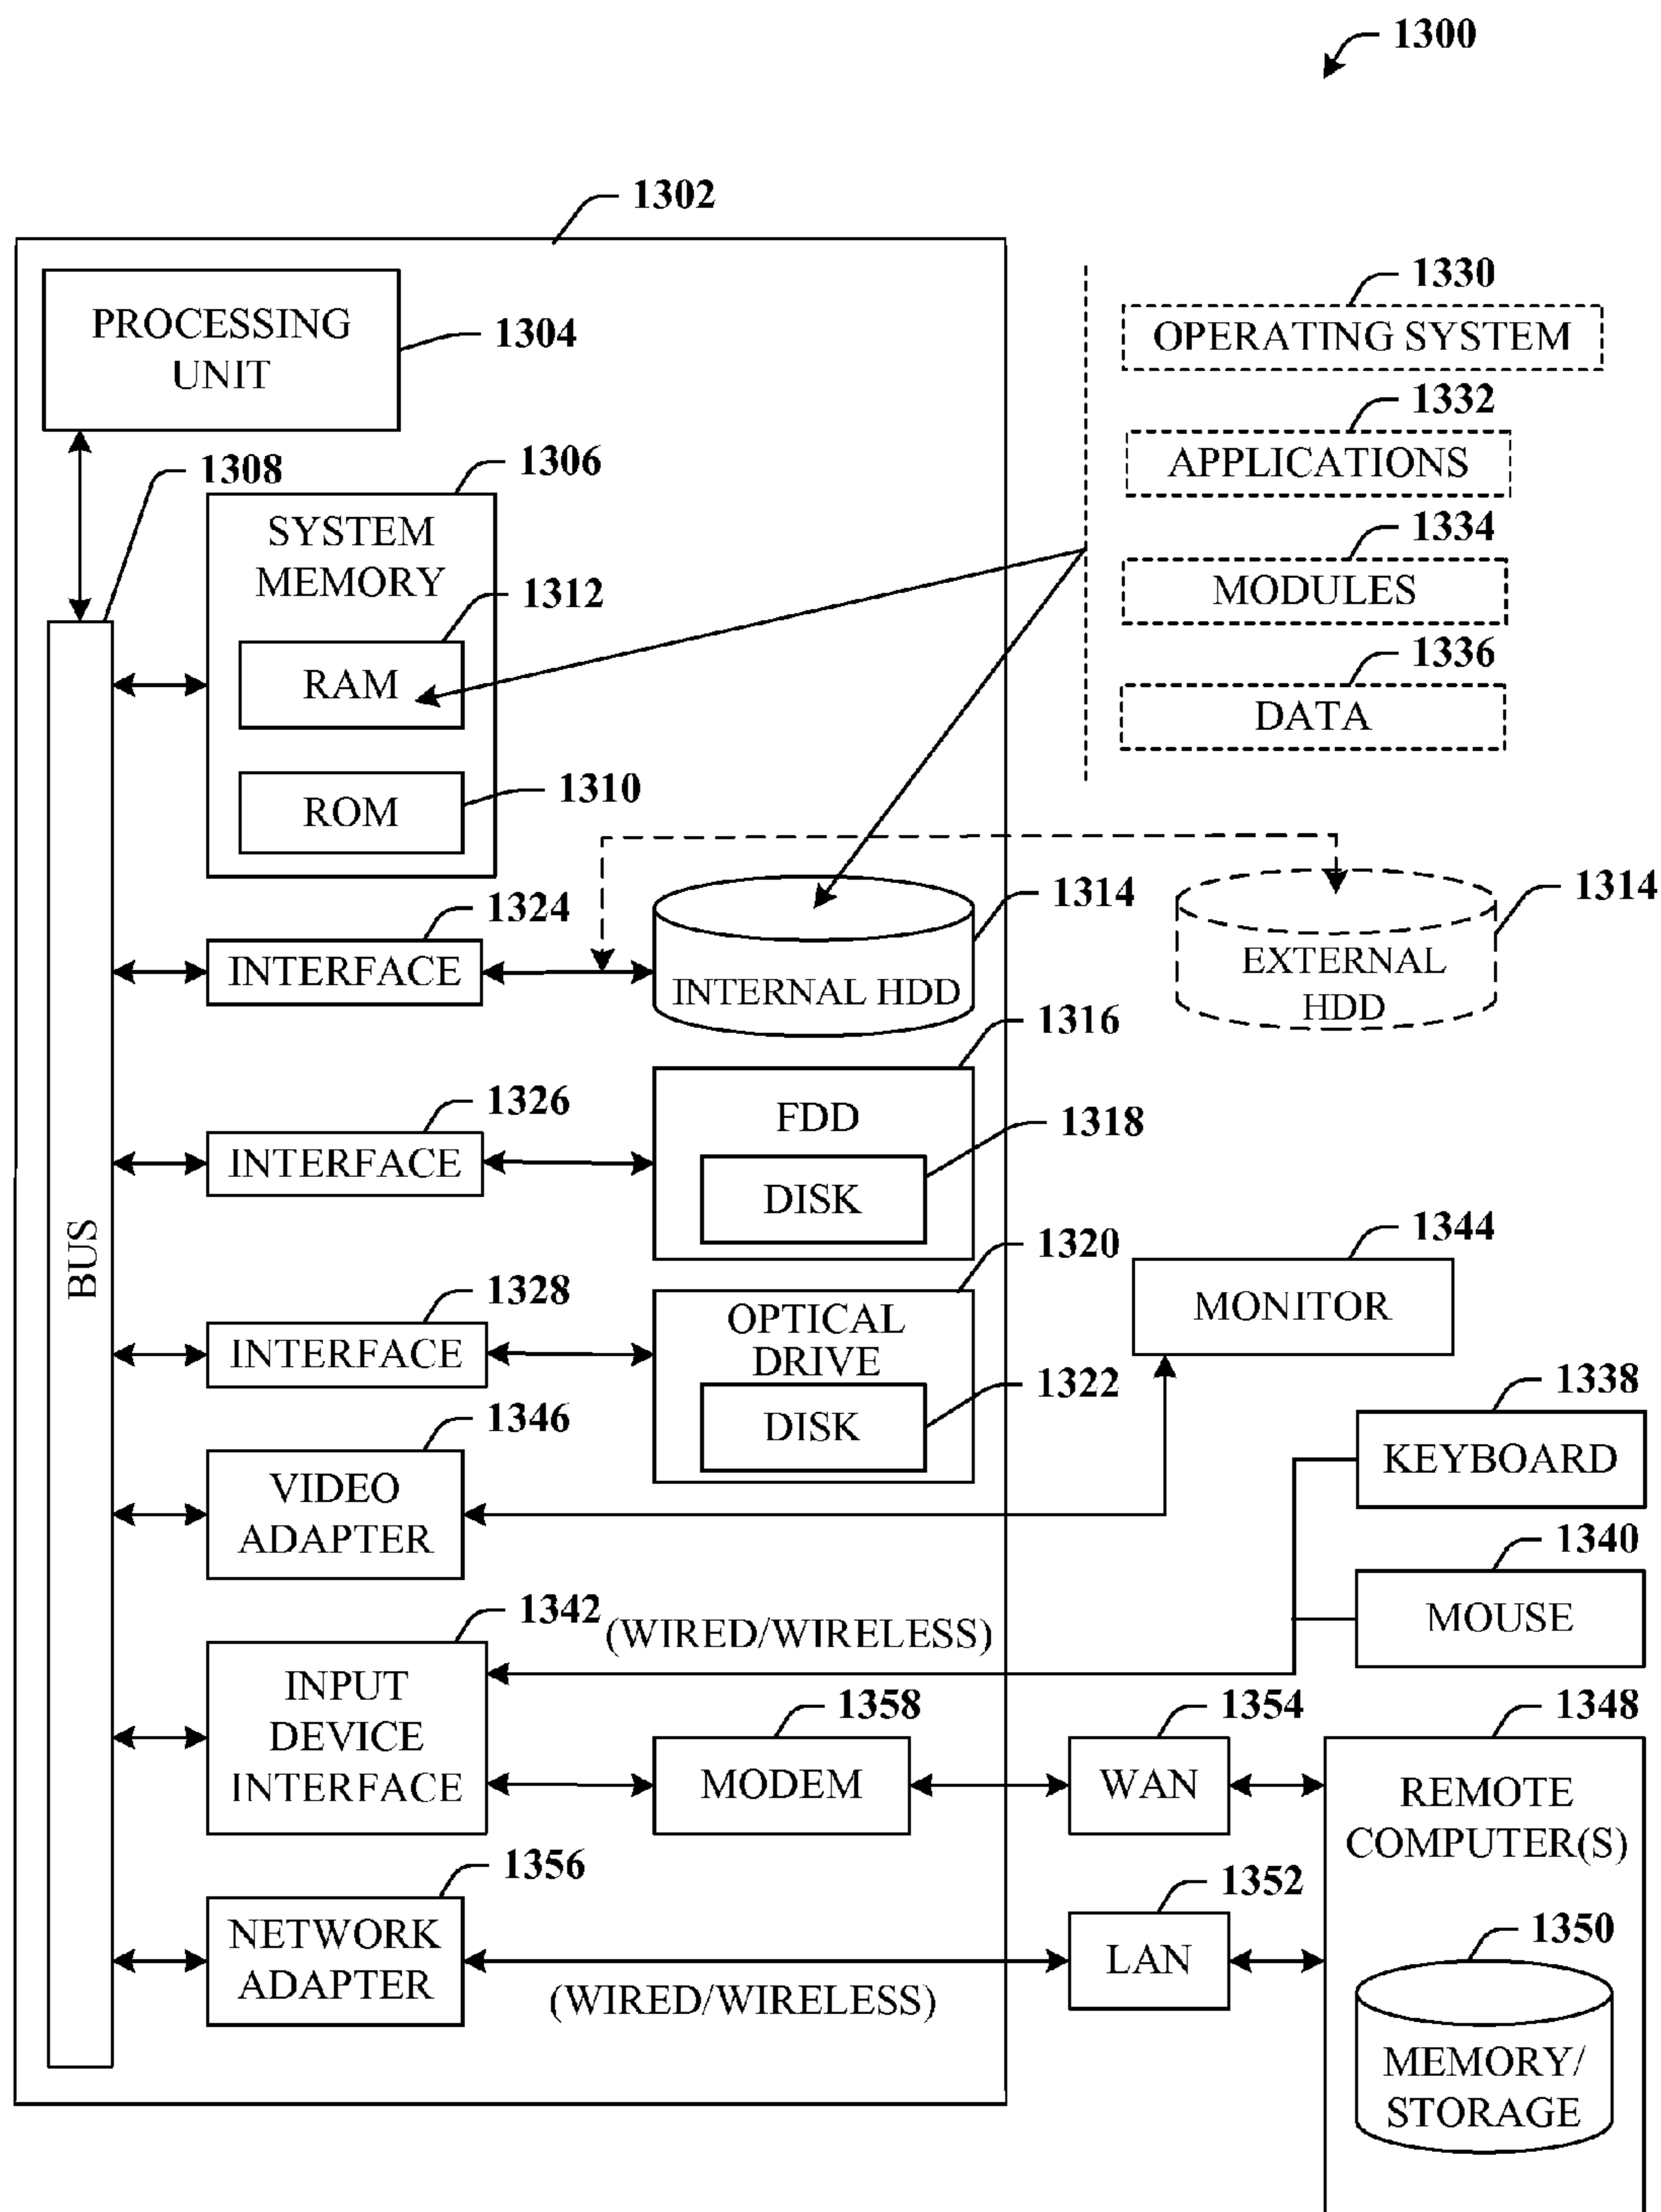 1300
1302
PROCESSING
UNIT
1304
1308
1306
SYSTEM
MEMORY
1312
RAM
ROM
1310
1330
OPERATING SYSTEM
1332
APPLICATIONS
1334
MODULES
1336
DATA
BUS
1324
INTERFACE
INTERNAL HDD
1314
EXTERNAL
HDD
1314
1326
INTERFACE
1316
FDD
1318
DISK
1328
INTERFACE
1320
OPTICAL
DRIVE
1322
DISK
1344
MONITOR
1346
VIDEO
ADAPTER
1338
KEYBOARD
1340
MOUSE
1342
(WIRED/WIRELESS)
INPUT
DEVICE
INTERFACE
1358
MODEM
1354
WAN
1348
REMOTE
COMPUTER(S)
1356
NETWORK
ADAPTER
(WIRED/WIRELESS)
1352
LAN
1350
MEMORY/
STORAGE